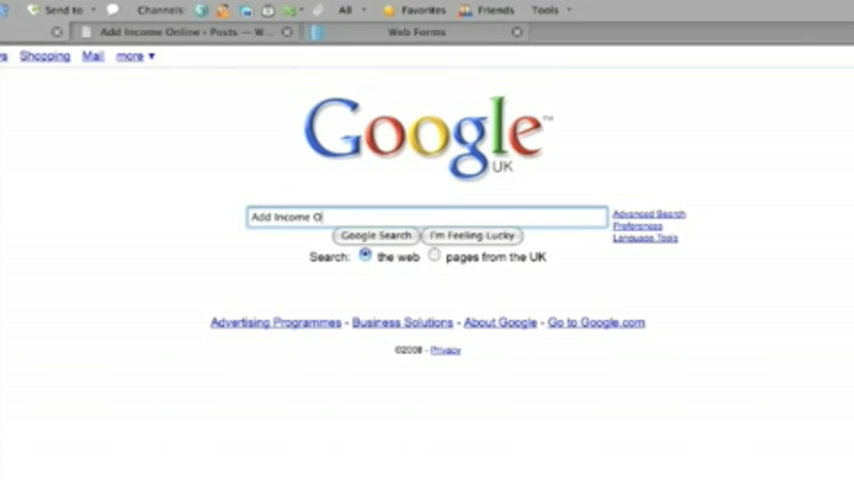 Send to Channels: All Favorites Friends Tools
Add Income Online ‹ Posts — W... Web Forms
Shopping Mail more ▼
Google™
UK
Add Income O
Advanced Search
Preferences
Language Tools
Google Search I'm Feeling Lucky
Search: the web pages from the UK
Advertising Programmes - Business Solutions - About Google - Go to Google.com
©2008 - Privacy